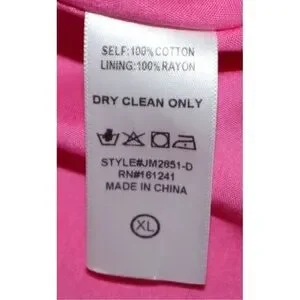 SELF:100%COTTON
LINING:100%RAYON
DRY CLEAN ONLY
STYLE#JM2651-D
RN#161241
MADE IN CHINA
XL